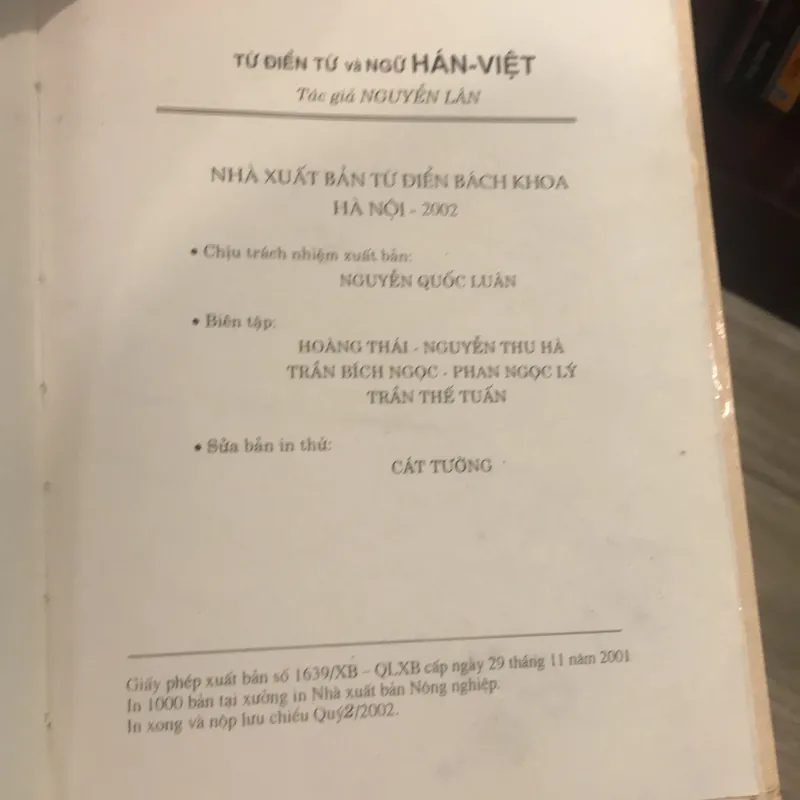 TỪ ĐIỂN TỪ và NGỮ HÁN-VIỆT
Tác giả NGUYỄN LÂN
NHÀ XUẤT BẢN TỪ ĐIỂN BÁCH KHOA
HÀ NỘI - 2002
• Chịu trách nhiệm xuất bản:
NGUYỄN QUỐC LUÂN
• Biên tập:
HOÀNG THÁI - NGUYỄN THU HÀ
TRẦN BÍCH NGỌC - PHAN NGỌC LÝ
TRẦN THẾ TUẤN
• Sửa bản in thử:
CÁT TƯỜNG
Giấy phép xuất bản số 1639/XB – QLXB cấp ngày 29 tháng 11 năm 2001
In 1000 bản tại xưởng in Nhà xuất bản Nông nghiệp.
In xong và nộp lưu chiểu Quý2/2002.